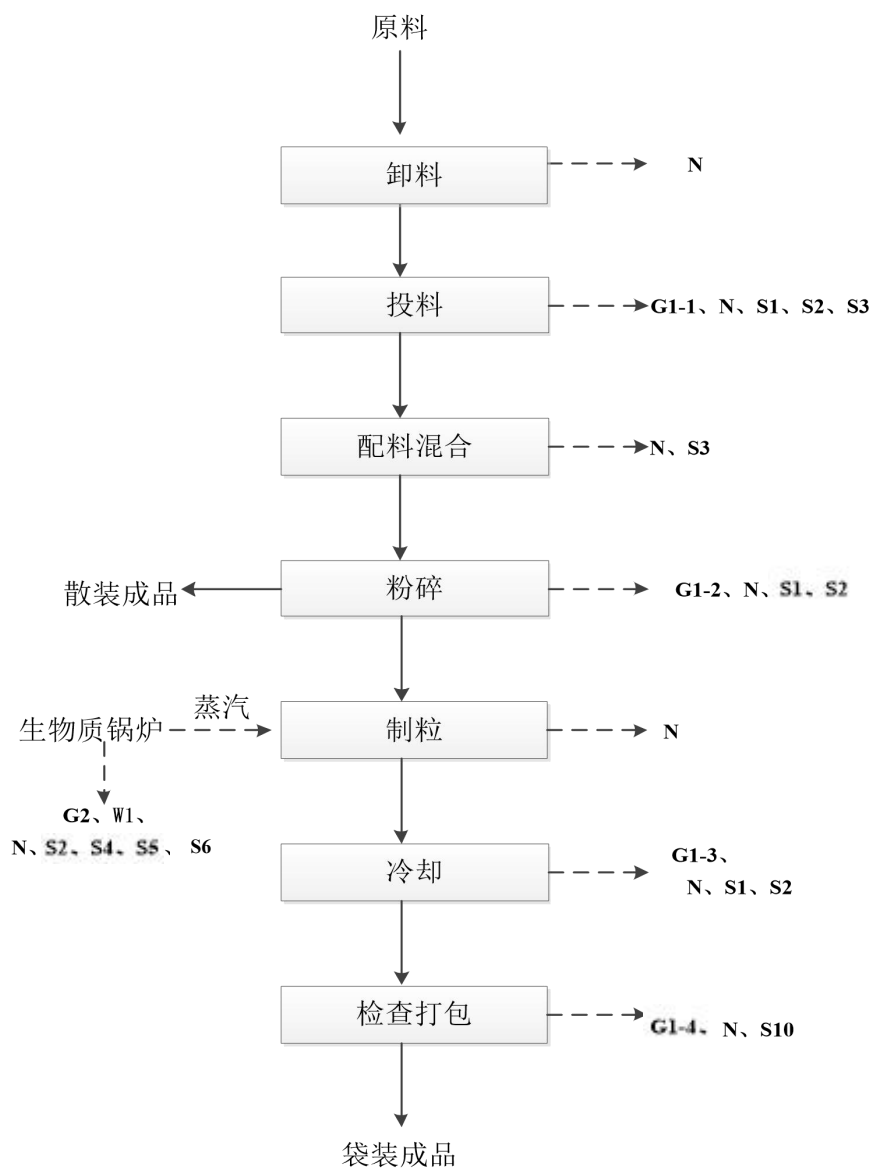 原料
卸料
N
投料
G1-1、N、S1、S2、S3
配料混合
N、S3
散装成品
粉碎
G1-2、N、S1、S2
生物质锅炉
蒸汽
制粒
N
G2、W1、
N、S2、S4、S5、S6
冷却
G1-3、
N、S1、S2
检查打包
G1-4、N、S10
袋装成品